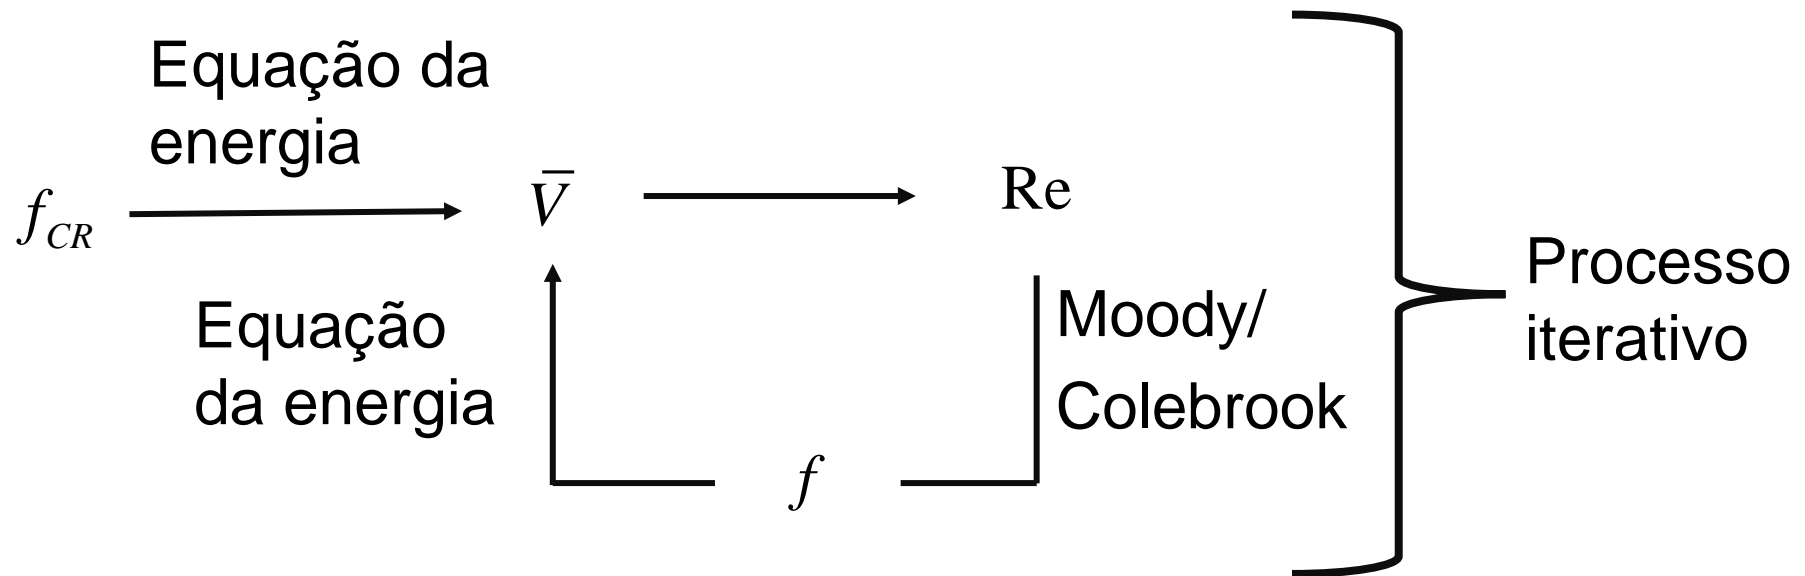 Equação da
energia
f_CR
V̄
Re
Equação
da energia
Moody/
Colebrook
f
Processo
iterativo